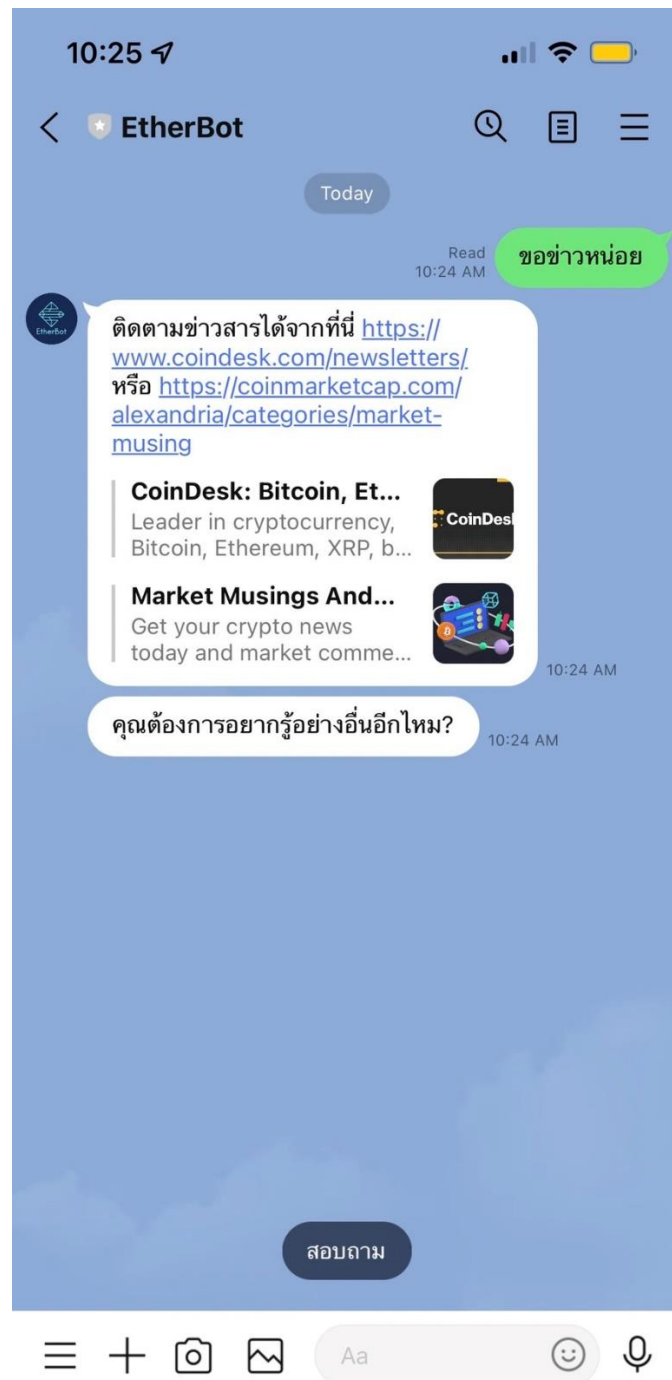 10:25
EtherBot
Today
Read
10:24 AM
ขอข่าวหน่อย
EtherBot
ติดตามข่าวสารได้จากที่นี่ https://
www.coindesk.com/newsletters/
หรือ https://coinmarketcap.com/
alexandria/categories/market-
musing
CoinDesk: Bitcoin, Et...
Leader in cryptocurrency,
Bitcoin, Ethereum, XRP, b...
CoinDes
Market Musings And...
Get your crypto news
today and market comme...
10:24 AM
คุณต้องการอยากรู้อย่างอื่นอีกไหม?
10:24 AM
สอบถาม
Aa